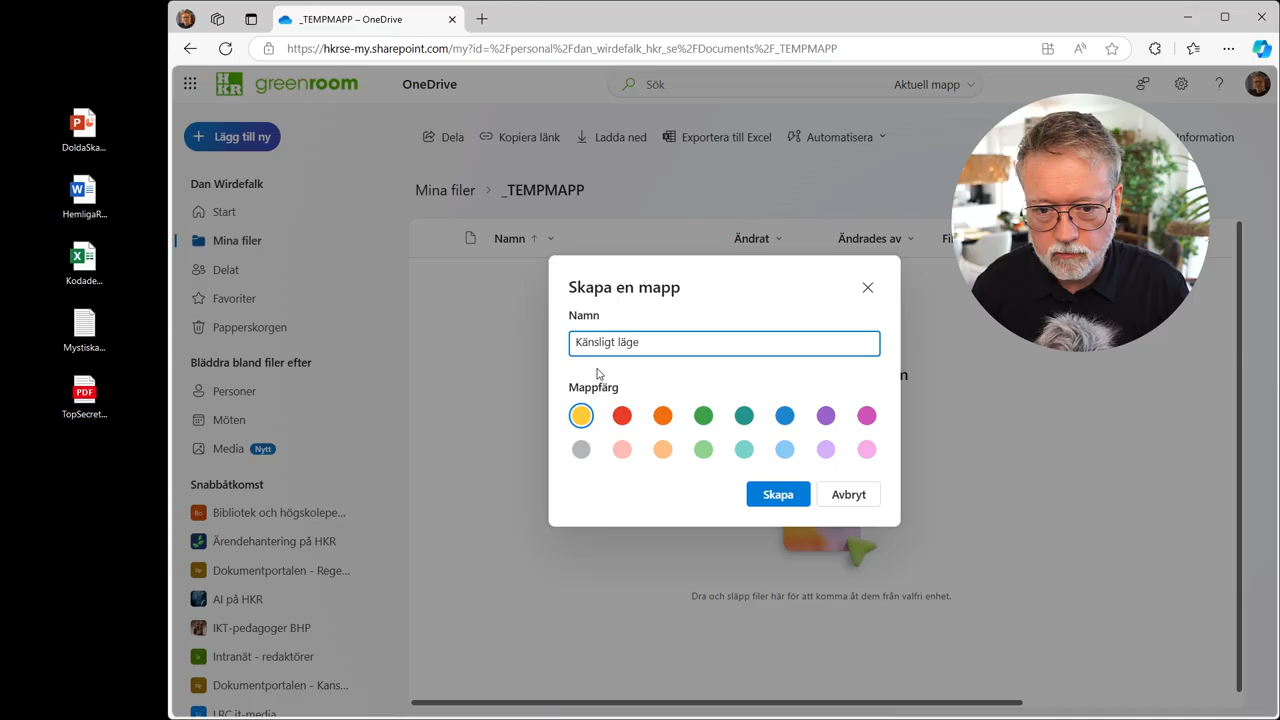 _TEMPMAPP – OneDrive
https://hkrse-my.sharepoint.com/my?id=%2Fpersonal%2Fdan_wirdefalk_hkr_se%2FDocuments%2F_TEMPMAPP
HKR greenroom
OneDrive
Sök
Aktuell mapp
Lägg till ny
Dela
Kopiera länk
Ladda ned
Exportera till Excel
Automatisera
Information
DoldaSka...
HemligaR...
Kodade...
Mystiska...
PDF
TopSecret...
Dan Wirdefalk
Start
Mina filer
Delat
Favoriter
Papperskorgen
Bläddra bland filer efter
Personer
Möten
Media Nytt
Snabbåtkomst
Bibliotek och högskolepe...
Ärendehantering på HKR
Dokumentportalen - Rege...
AI på HKR
IKT-pedagoger BHP
Intranät - redaktörer
Dokumentportalen - Kans...
LRC it-media
Mina filer > _TEMPMAPP
Namn
Ändrat
Ändrades av
Skapa en mapp
Namn
Känsligt läge
Mappfärg
Skapa
Avbryt
Dra och släpp filer här för att komma åt dem från valfri enhet.